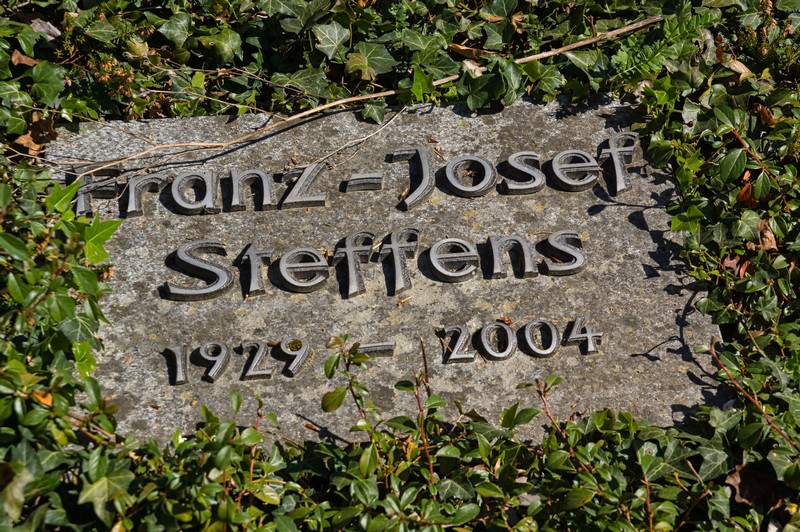 Franz-Josef
Steffens
1929 - 2004